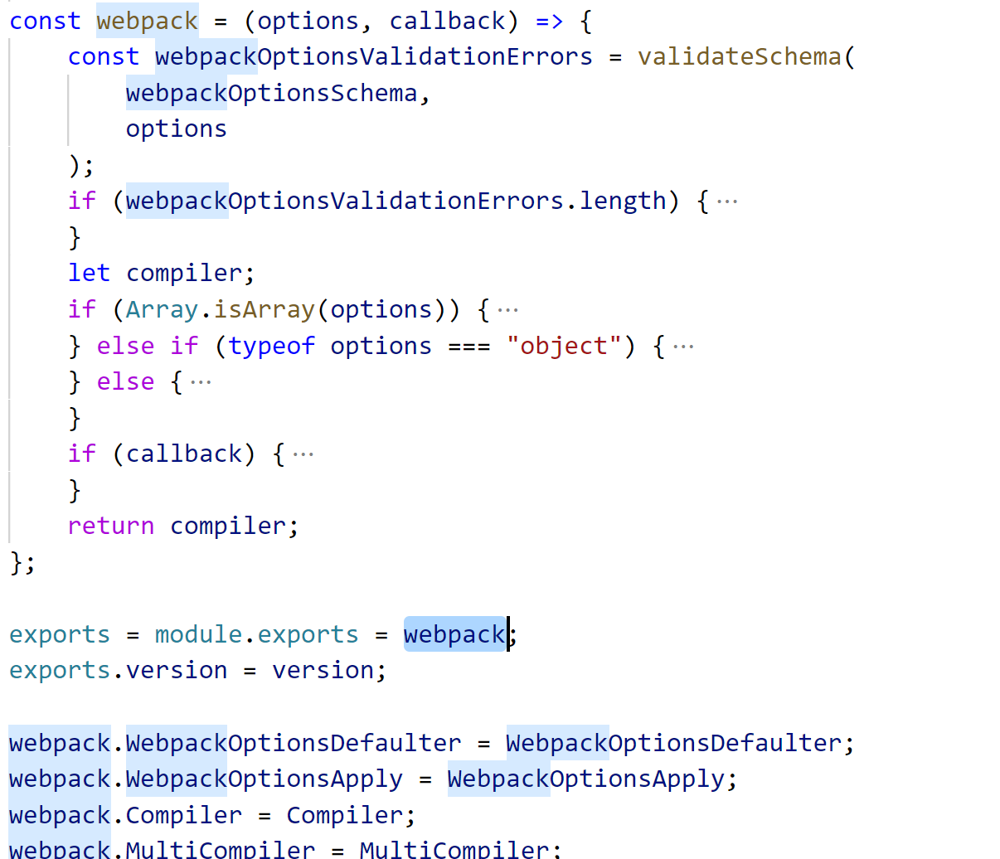 const webpack = (options, callback) => {
    const webpackOptionsValidationErrors = validateSchema(
        webpackOptionsSchema,
        options
    );
    if (webpackOptionsValidationErrors.length) {···
    }
    let compiler;
    if (Array.isArray(options)) {···
    } else if (typeof options === "object") {···
    } else {···
    }
    if (callback) {···
    }
    return compiler;
};

exports = module.exports = webpack;
exports.version = version;

webpack.WebpackOptionsDefaulter = WebpackOptionsDefaulter;
webpack.WebpackOptionsApply = WebpackOptionsApply;
webpack.Compiler = Compiler;
webpack.MultiCompiler = MultiCompiler;